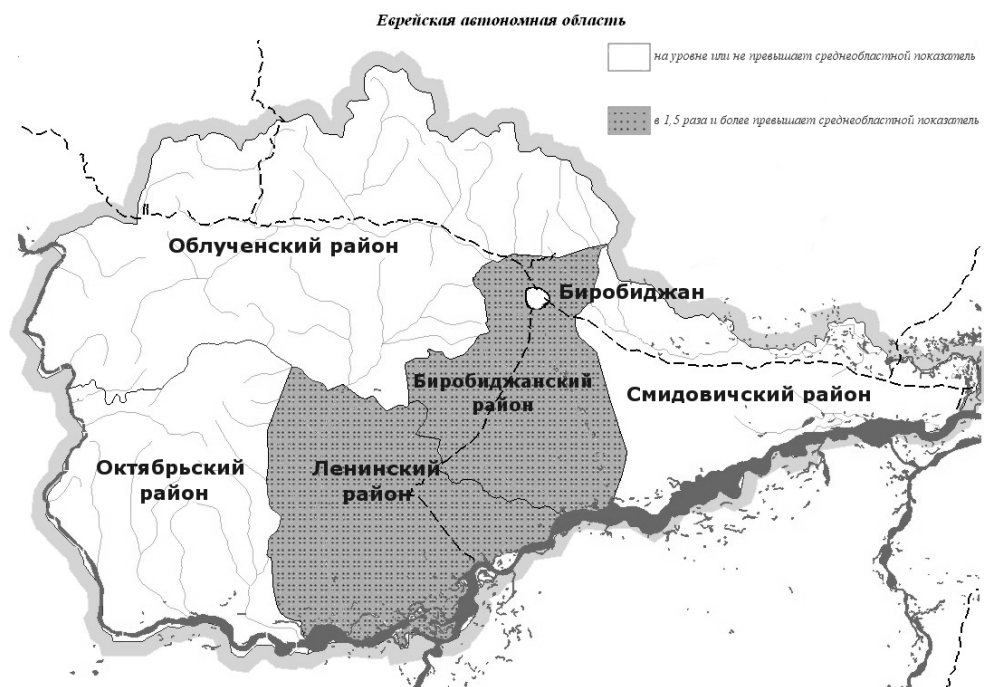 Еврейская автономная область
на уровне или не превышает среднеобластной показатель
в 1,5 раза и более превышает среднеобластной показатель
Облученский район
Биробиджан
Биробиджанский
район
Смидовичский район
Октябрьский
район
Ленинский
район